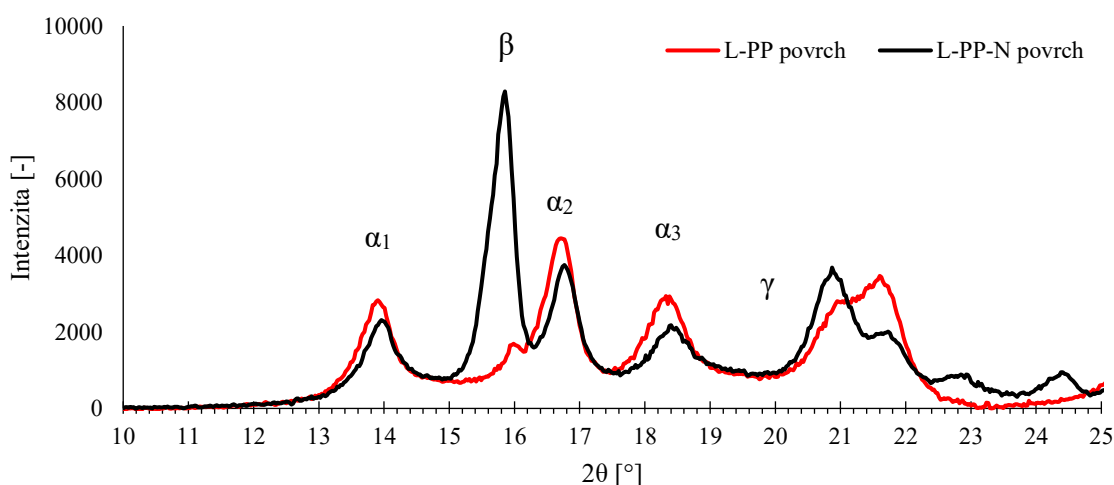 10000
8000
6000
4000
2000
0
Intenzita [-]
β
α₂
α₁
α₃
γ
L-PP povrch
L-PP-N povrch
10 11 12 13 14 15 16 17 18 19 20 21 22 23 24 25
2θ [°]